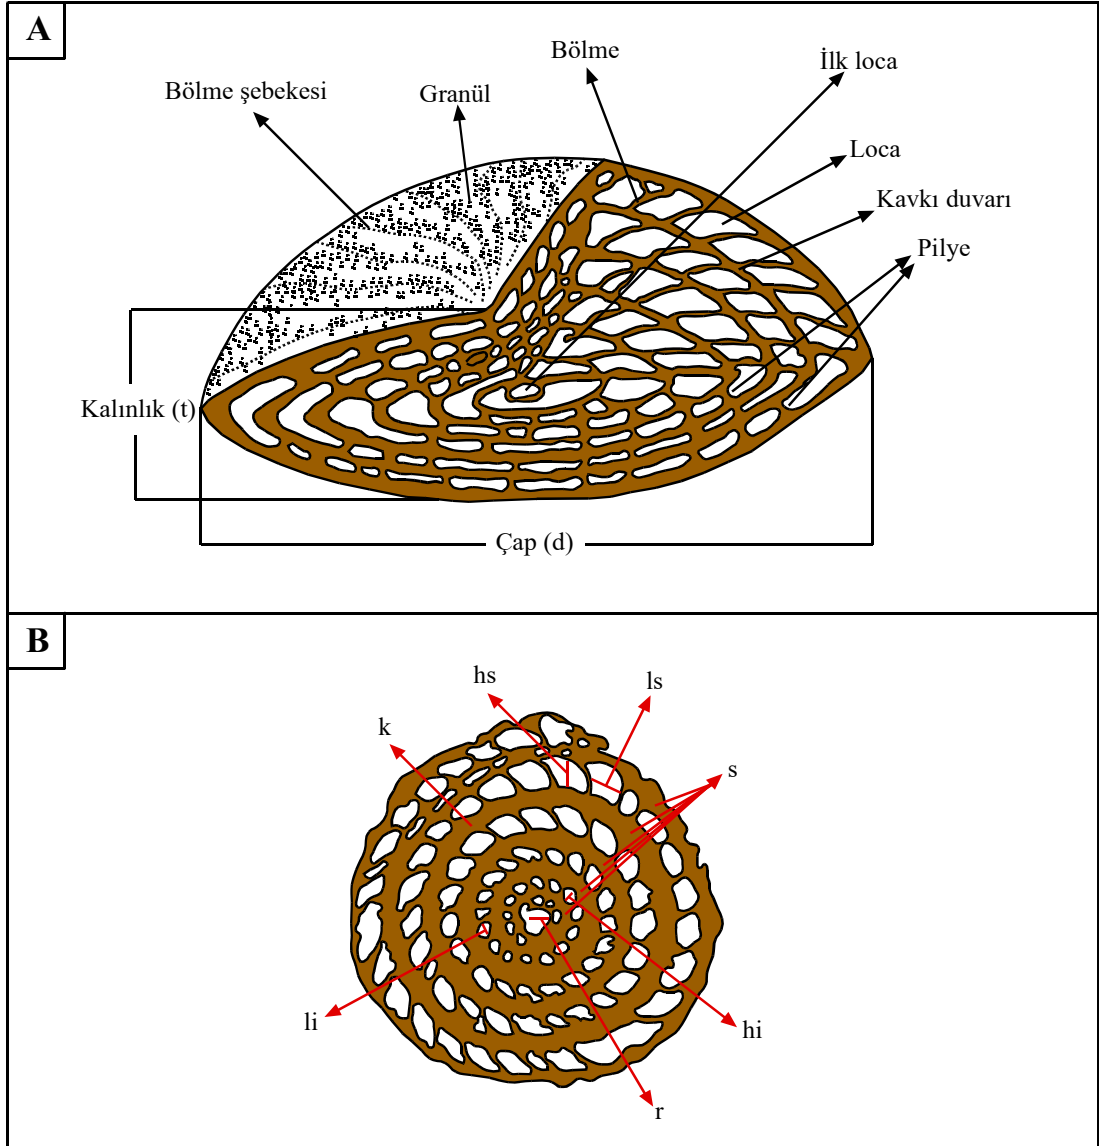 A
Bölme
İlk loca
Bölme şebekesi
Granül
Loca
Kavkı duvarı
Pilye
Kalınlık (t)
Çap (d)
B
hs
ls
k
s
li
hi
r